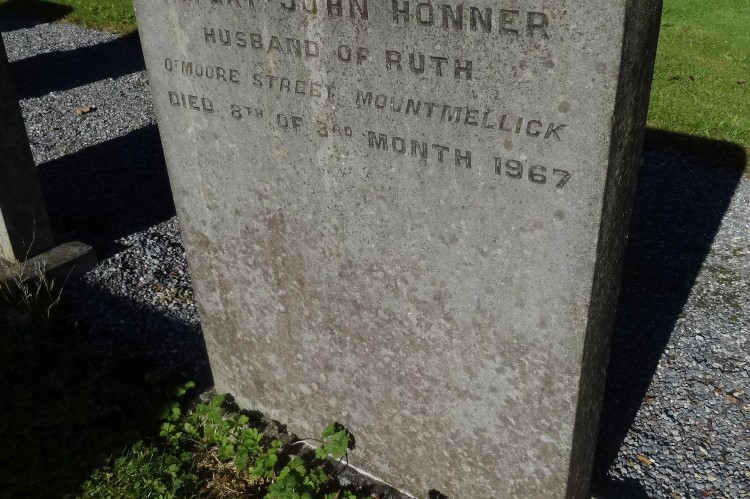 JOHN HONNER
HUSBAND OF RUTH
O'MOORE STREET MOUNTMELLICK
DIED 8TH OF 3RD MONTH 1967